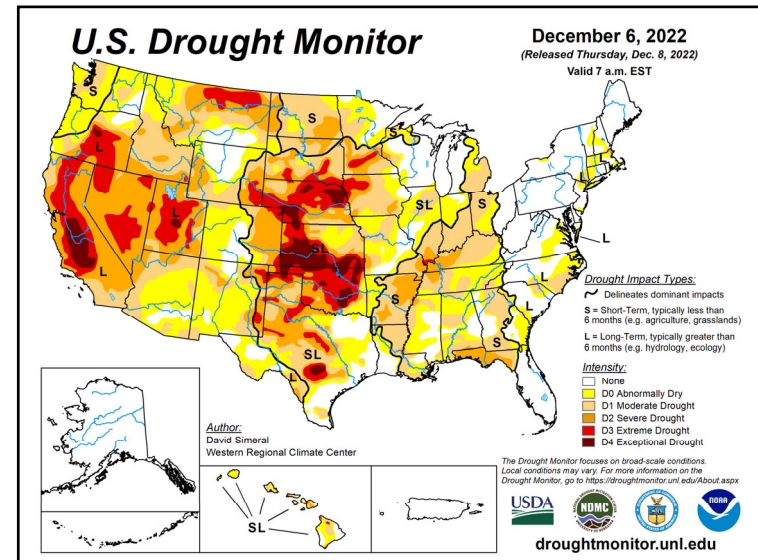 U.S. Drought Monitor
December 6, 2022
(Released Thursday, Dec. 8, 2022)
Valid 7 a.m. EST
S
L
L
L
S
S
SL
SL
SL
L
S
S
S
L
L
L
L
Drought Impact Types:
Delineates dominant impacts
S = Short-Term, typically less than
6 months (e.g. agriculture, grasslands)
L = Long-Term, typically greater than
6 months (e.g. hydrology, ecology)
Intensity:
None
D0 Abnormally Dry
D1 Moderate Drought
D2 Severe Drought
D3 Extreme Drought
D4 Exceptional Drought
Author:
David Simeral
Western Regional Climate Center
SL
The Drought Monitor focuses on broad-scale conditions.
Local conditions may vary. For more information on the
Drought Monitor, go to https://droughtmonitor.unl.edu/About.aspx
USDA
NDMC
NOAA
droughtmonitor.unl.edu